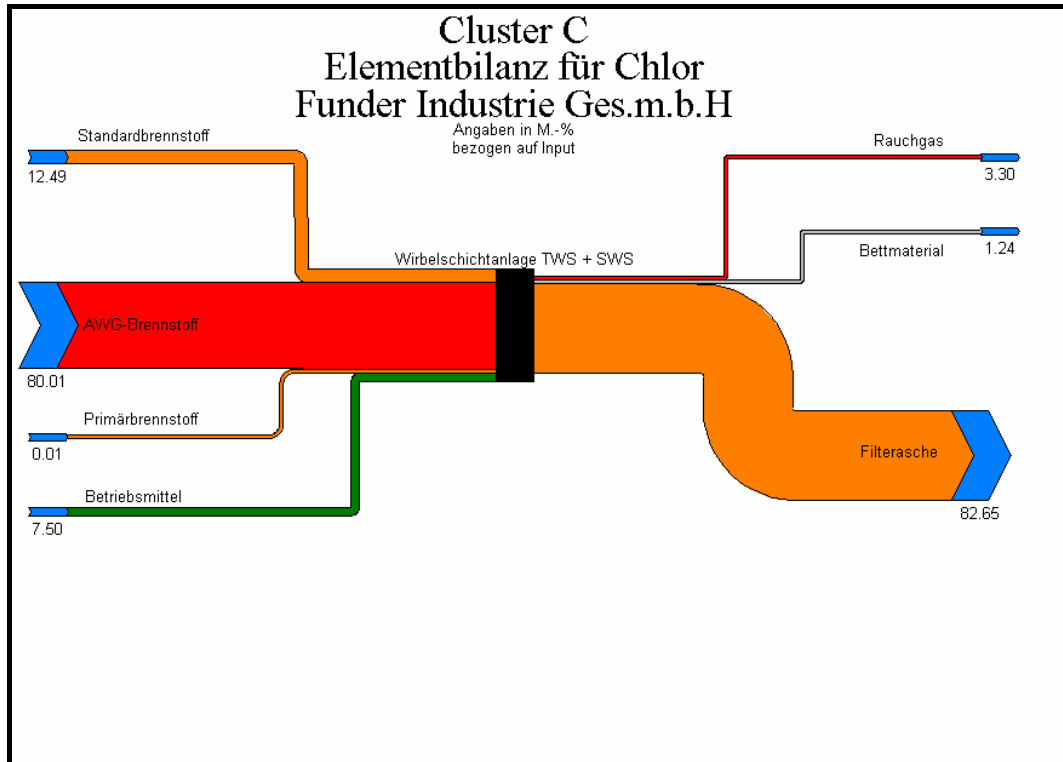 Cluster C
Elementbilanz für Chlor
Funder Industrie Ges.m.b.H
Angaben in M.-%
bezogen auf Input
Standardbrennstoff
12.49
Rauchgas
3.30
Bettmaterial
1.24
Wirbelschichtanlage TWS + SWS
AWG-Brennstoff
80.01
Primärbrennstoff
0.01
Betriebsmittel
7.50
Filterasche
82.65